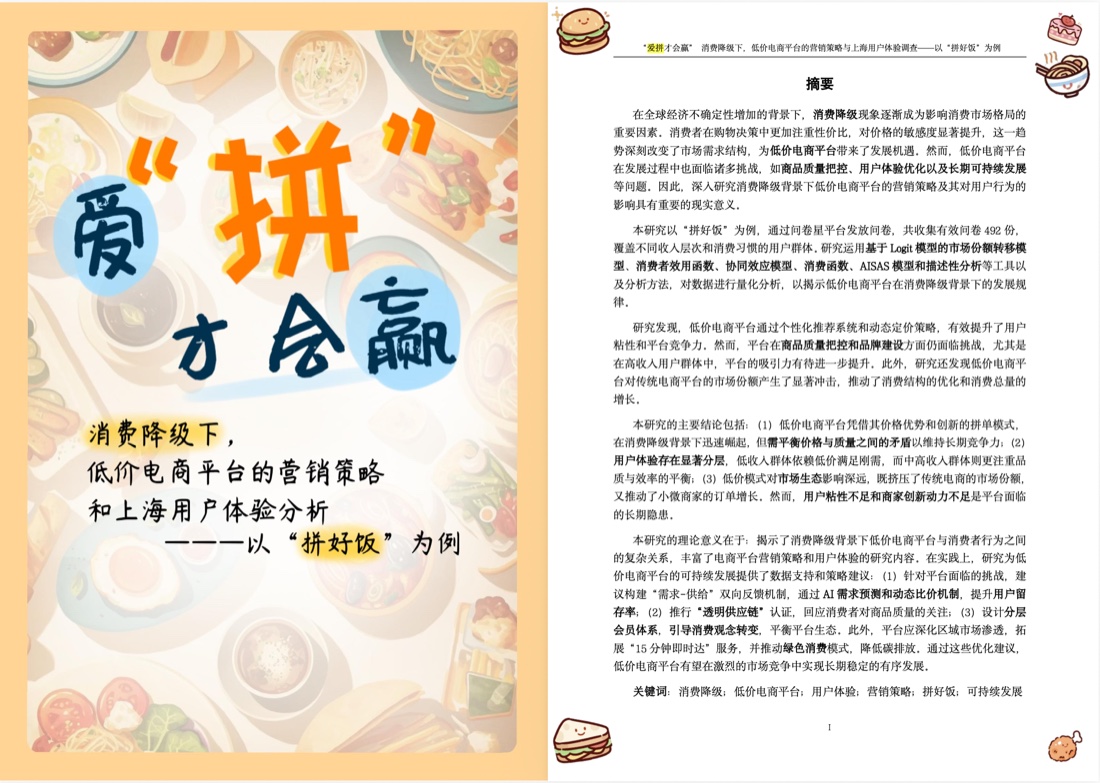 爱“拼”
才会赢
消费降级下，
低价电商平台的营销策略
和上海用户体验分析
———以“拼好饭”为例
“爱拼才会赢” 消费降级下，低价电商平台的营销策略与上海用户体验调查——以“拼好饭”为例
摘要
在全球经济不确定性增加的背景下，消费降级现象逐渐成为影响消费市场格局的
重要因素。消费者在购物决策中更加注重性价比，对价格的敏感度显著提升，这一趋
势深刻改变了市场需求结构，为低价电商平台带来了发展机遇。然而，低价电商平台
在发展过程中也面临诸多挑战，如商品质量把控、用户体验优化以及长期可持续发展
等问题。因此，深入研究消费降级背景下低价电商平台的营销策略及其对用户行为的
影响具有重要的现实意义。
本研究以“拼好饭”为例，通过问卷星平台发放问卷，共收集有效问卷 492 份，
覆盖不同收入层次和消费习惯的用户群体。研究运用基于 Logit 模型的市场份额转移模
型、消费者效用函数、协同效应模型、消费函数、AISAS 模型和描述性分析等工具以
及分析方法，对数据进行量化分析，以揭示低价电商平台在消费降级背景下的发展规
律。
研究发现，低价电商平台通过个性化推荐系统和动态定价策略，有效提升了用户
粘性和平台竞争力。然而，平台在商品质量把控和品牌建设方面仍面临挑战，尤其是
在高收入用户群体中，平台的吸引力有待进一步提升。此外，研究还发现低价电商平
台对传统电商平台的市场份额产生了显著冲击，推动了消费结构的优化和消费总量的
增长。
本研究的主要结论包括：（1）低价电商平台凭借其价格优势和创新的拼单模式，
在消费降级背景下迅速崛起，但需平衡价格与质量之间的矛盾以维持长期竞争力；（2）
用户体验存在显著分层，低收入群体依赖低价满足刚需，而中高收入群体则更注重品
质与效率的平衡；（3）低价模式对市场生态影响深远，既挤压了传统电商的市场份额，
又推动了小微商家的订单增长。然而，用户粘性不足和商家创新动力不足是平台面临
的长期隐患。
本研究的理论意义在于：揭示了消费降级背景下低价电商平台与消费者行为之间
的复杂关系，丰富了电商平台营销策略和用户体验的研究内容。在实践上，研究为低
价电商平台的可持续发展提供了数据支持和策略建议：（1）针对平台面临的挑战，建
议构建“需求-供给”双向反馈机制，通过 AI 需求预测和动态比价机制，提升用户留
存率；（2）推行“透明供应链”认证，回应消费者对商品质量的关注；（3）设计分层
会员体系，引导消费观念转变，平衡平台生态。此外，平台应深化区域市场渗透，拓
展“15 分钟即时达”服务，并推动绿色消费模式，降低碳排放。通过这些优化建议，
低价电商平台有望在激烈的市场竞争中实现长期稳定的有序发展。
关键词：消费降级；低价电商平台；用户体验；营销策略；拼好饭；可持续发展
I